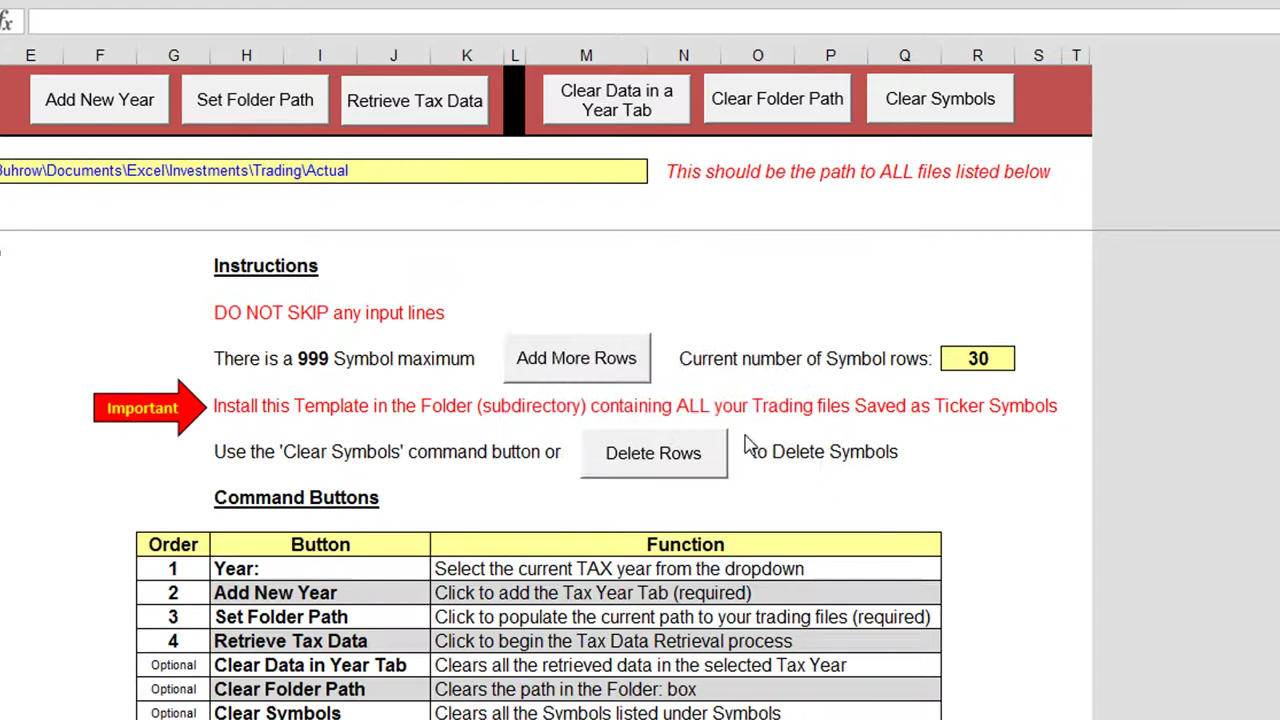 fx
E F G H I J K L M N O P Q R S T
Add New Year Set Folder Path Retrieve Tax Data Clear Data in a Clear Folder Path Clear Symbols
Year Tab
Buhrow\Documents\Excel\Investments\Trading\Actual This should be the path to ALL files listed below
Instructions
DO NOT SKIP any input lines
There is a 999 Symbol maximum Add More Rows Current number of Symbol rows: 30
Important Install this Template in the Folder (subdirectory) containing ALL your Trading files Saved as Ticker Symbols
Use the 'Clear Symbols' command button or Delete Rows to Delete Symbols
Command Buttons
Order Button Function
1 Year: Select the current TAX year from the dropdown
2 Add New Year Click to add the Tax Year Tab (required)
3 Set Folder Path Click to populate the current path to your trading files (required)
4 Retrieve Tax Data Click to begin the Tax Data Retrieval process
Optional Clear Data in Year Tab Clears all the retrieved data in the selected Tax Year
Optional Clear Folder Path Clears the path in the Folder: box
Optional Clear Symbols Clears all the Symbols listed under Symbols